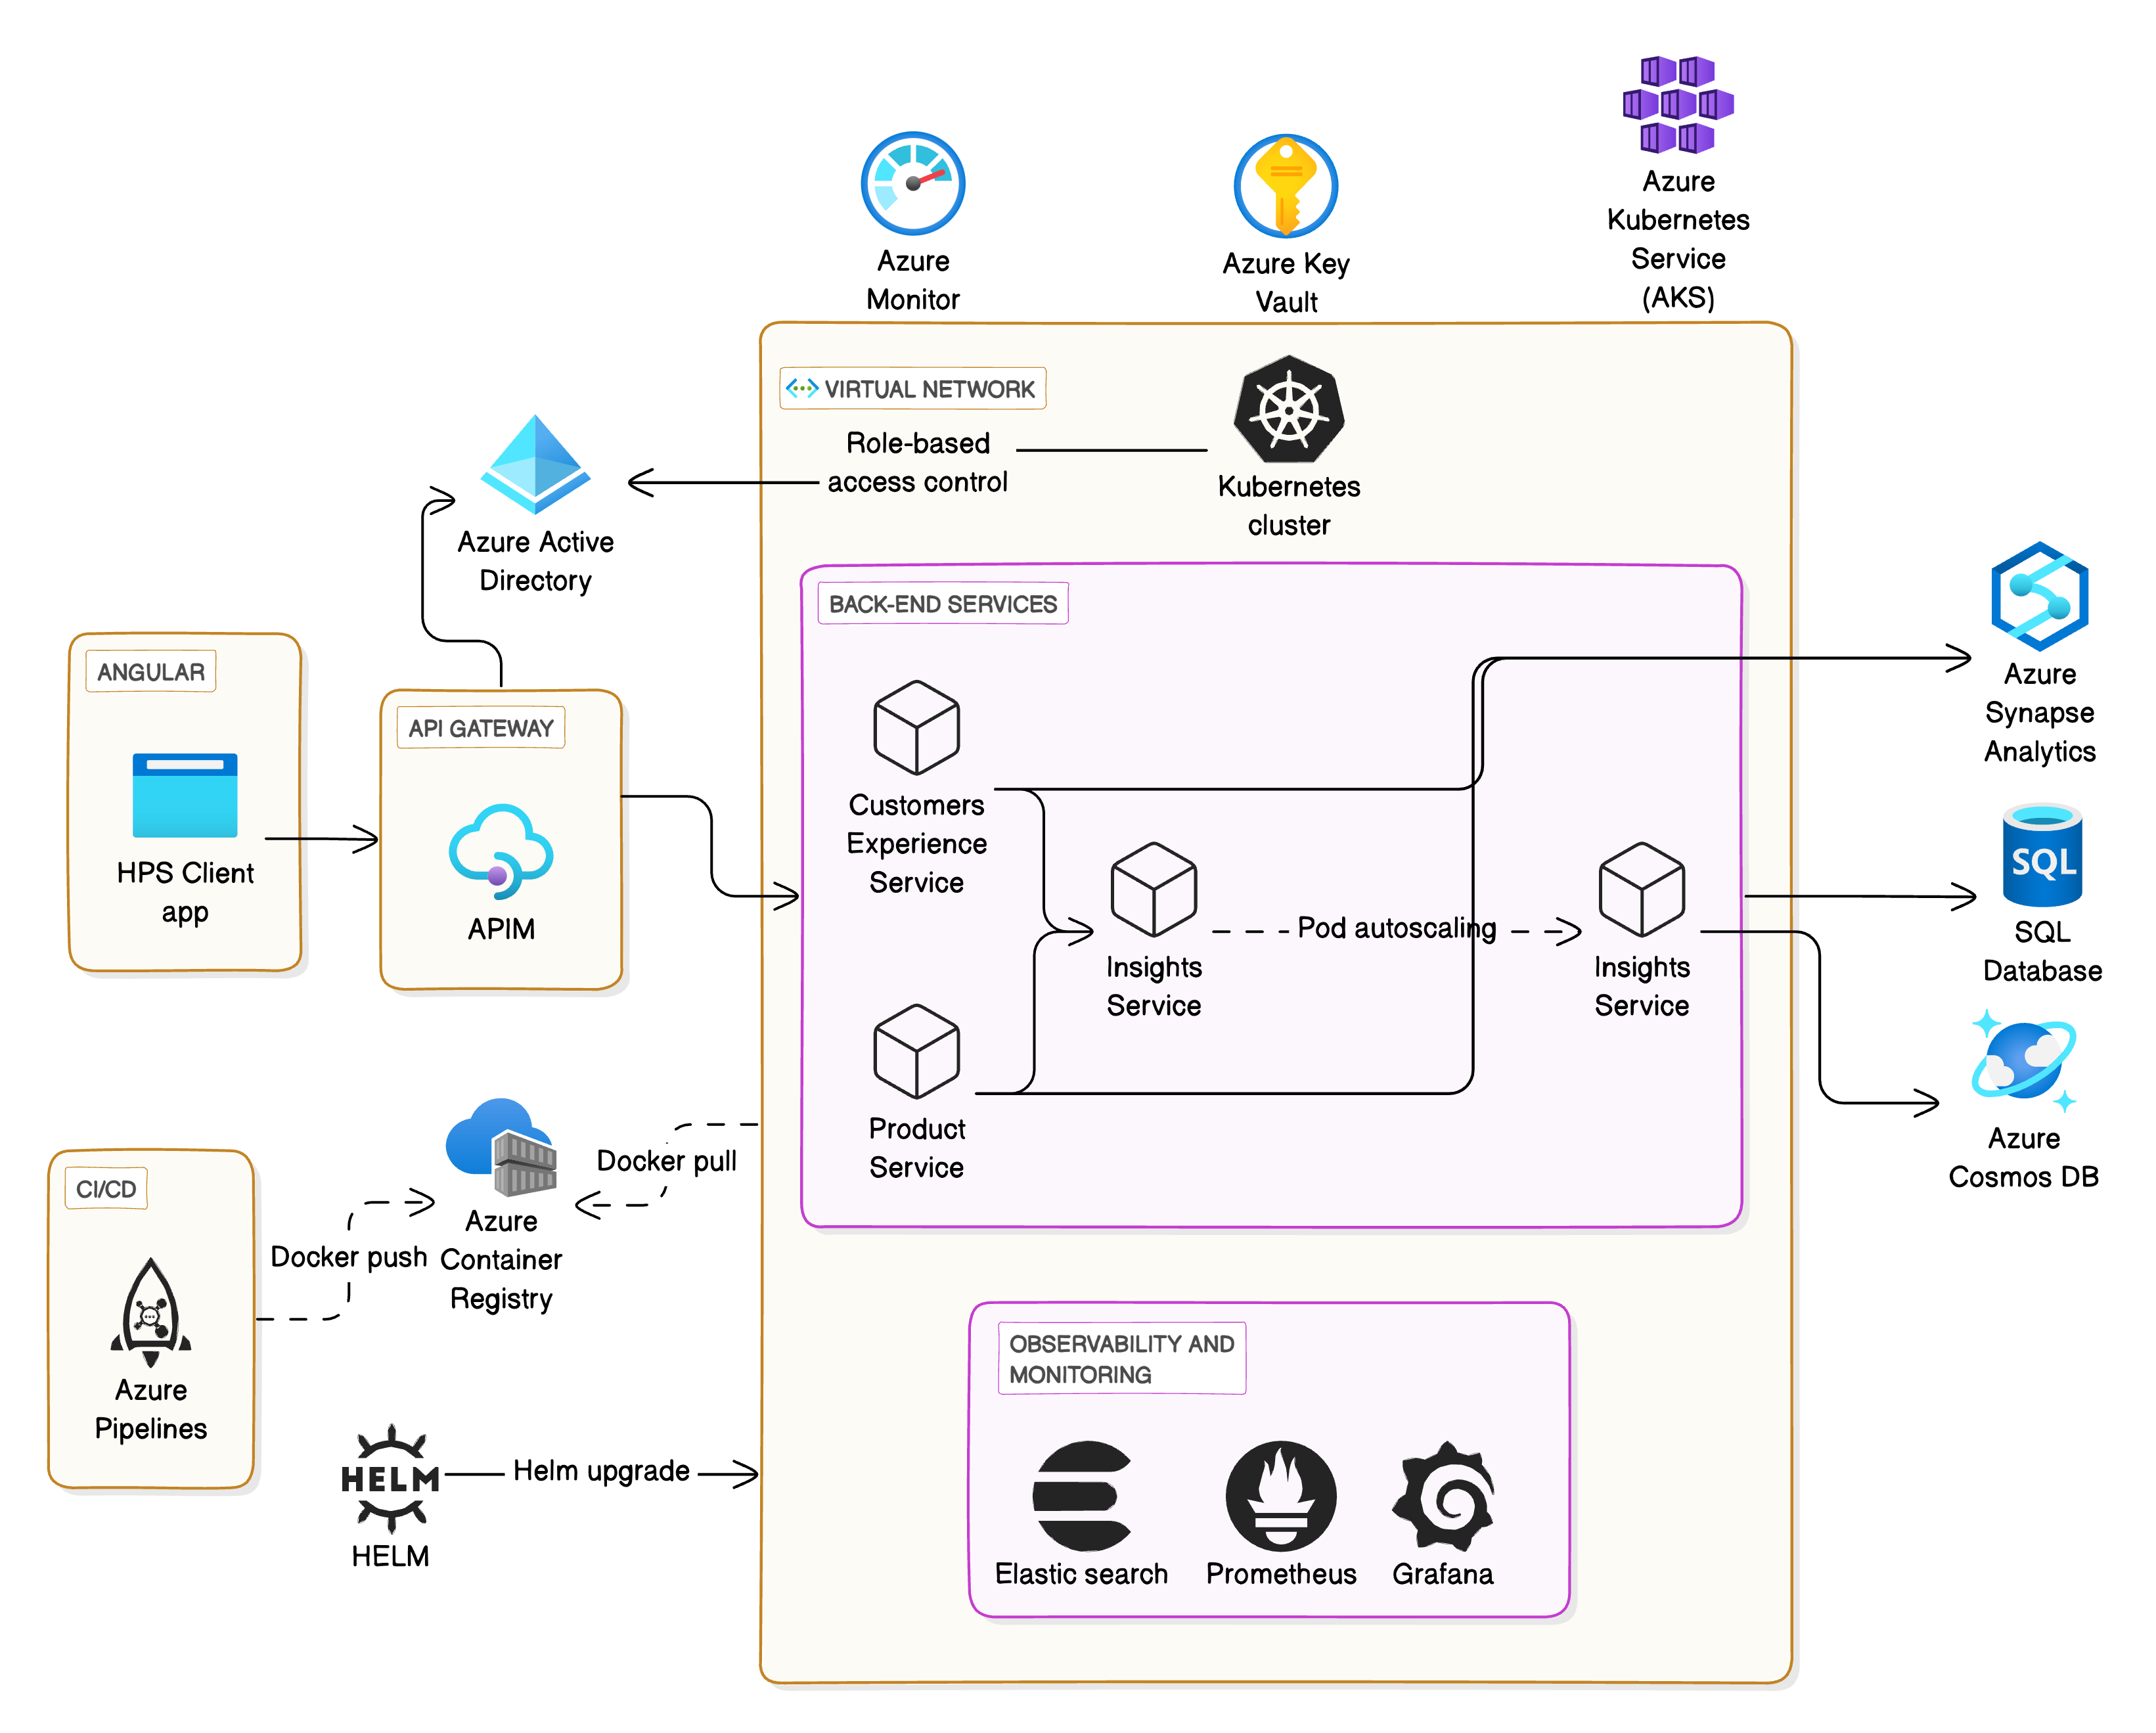 Azure
Monitor
Azure Key
Vault
Azure
Kubernetes
Service
(AKS)
VIRTUAL NETWORK
Role-based
access control
Kubernetes
cluster
Azure Active
Directory
BACK-END SERVICES
ANGULAR
HPS Client
app
API GATEWAY
APIM
Customers
Experience
Service
Insights
Service
Pod autoscaling
Insights
Service
Product
Service
Azure
Synapse
Analytics
SQL
SQL
Database
Azure
Cosmos DB
CI/CD
Azure
Pipelines
Docker push
Azure
Container
Registry
Docker pull
HELM
HELM
Helm upgrade
OBSERVABILITY AND
MONITORING
Elastic search
Prometheus
Grafana